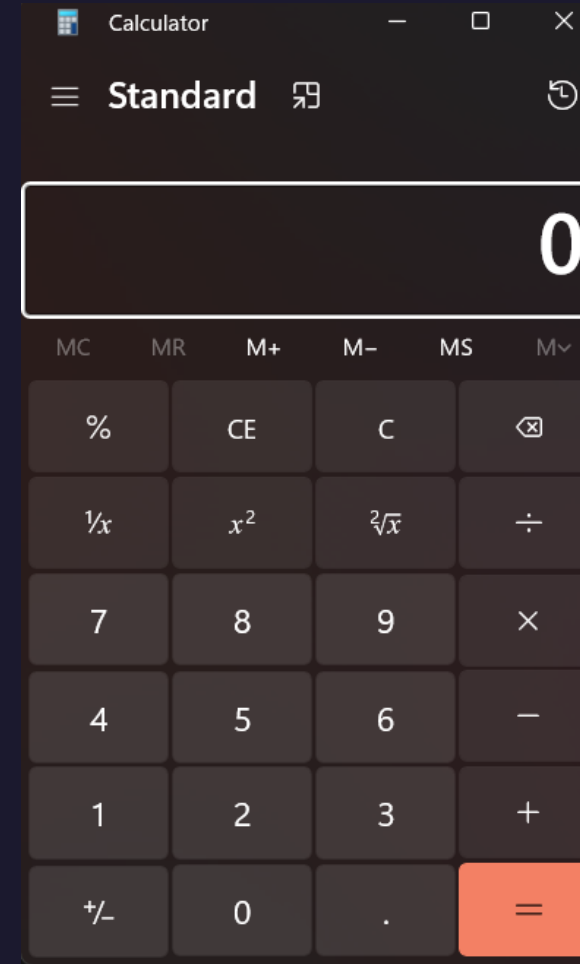 Calculator
Standard
0
MC MR M+ M− MS M
% CE C
⅟x x² ²√x ÷
7 8 9 ×
4 5 6 −
1 2 3 +
+/− 0 . =